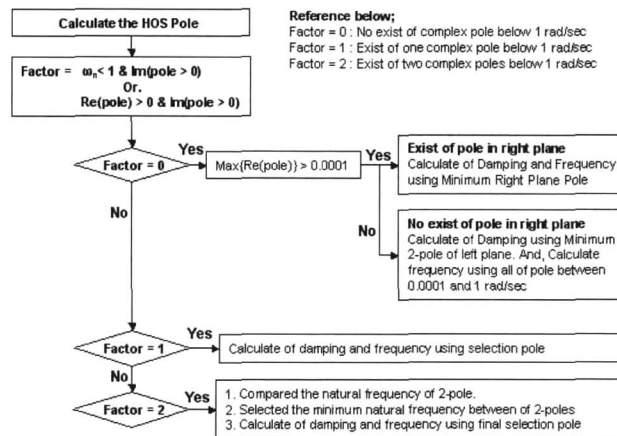 Calculate the HOS Pole
Reference below;
Factor = 0 : No exist of complex pole below 1 rad/sec
Factor = 1 : Exist of one complex pole below 1 rad/sec
Factor = 2 : Exist of two complex poles below 1 rad/sec
Factor = ωn< 1 & Im(pole > 0)
Or.
Re(pole) > 0 & Im(pole > 0)
Factor = 0
Yes
Max{Re(pole)} > 0.0001
Yes
Exist of pole in right plane
Calculate of Damping and Frequency
using Minimum Right Plane Pole
No
No
No exist of pole in right plane
Calculate of Damping using Minimum
2-pole of left plane. And, Calculate
frequency using all of pole between
0.0001 and 1 rad/sec
Factor = 1
Yes
Calculate of damping and frequency using selection pole
No
Factor = 2
Yes
1. Compared the natural frequency of 2-pole.
2. Selected the minimum natural frequency between of 2-poles
3. Calculate of damping and frequency using final selection pole